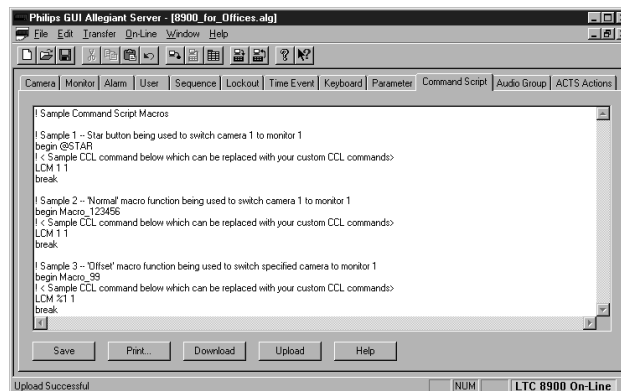 Philips GUI Allegiant Server - [8900_for_Offices.alg]
File Edit Transfer On-Line Window Help
Camera Monitor Alarm User Sequence Lockout Time Event Keyboard Parameter Command Script Audio Group ACTS Actions
! Sample Command Script Macros
! Sample 1 -- Star button being used to switch camera 1 to monitor 1
begin @STAR
! < Sample CCL command below which can be replaced with your custom CCL commands>
LCM 1 1
break
! Sample 2 -- 'Normal' macro function being used to switch camera 1 to monitor 1
begin Macro_123456
! < Sample CCL command below which can be replaced with your custom CCL commands>
LCM 1 1
break
! Sample 3 -- 'Offset' macro function being used to switch specified camera to monitor 1
begin Macro_99
! < Sample CCL command below which can be replaced with your custom CCL commands>
LCM %1 1
break
Save Print... Download Upload Help
Upload Successful NUM LTC 8900 On-Line